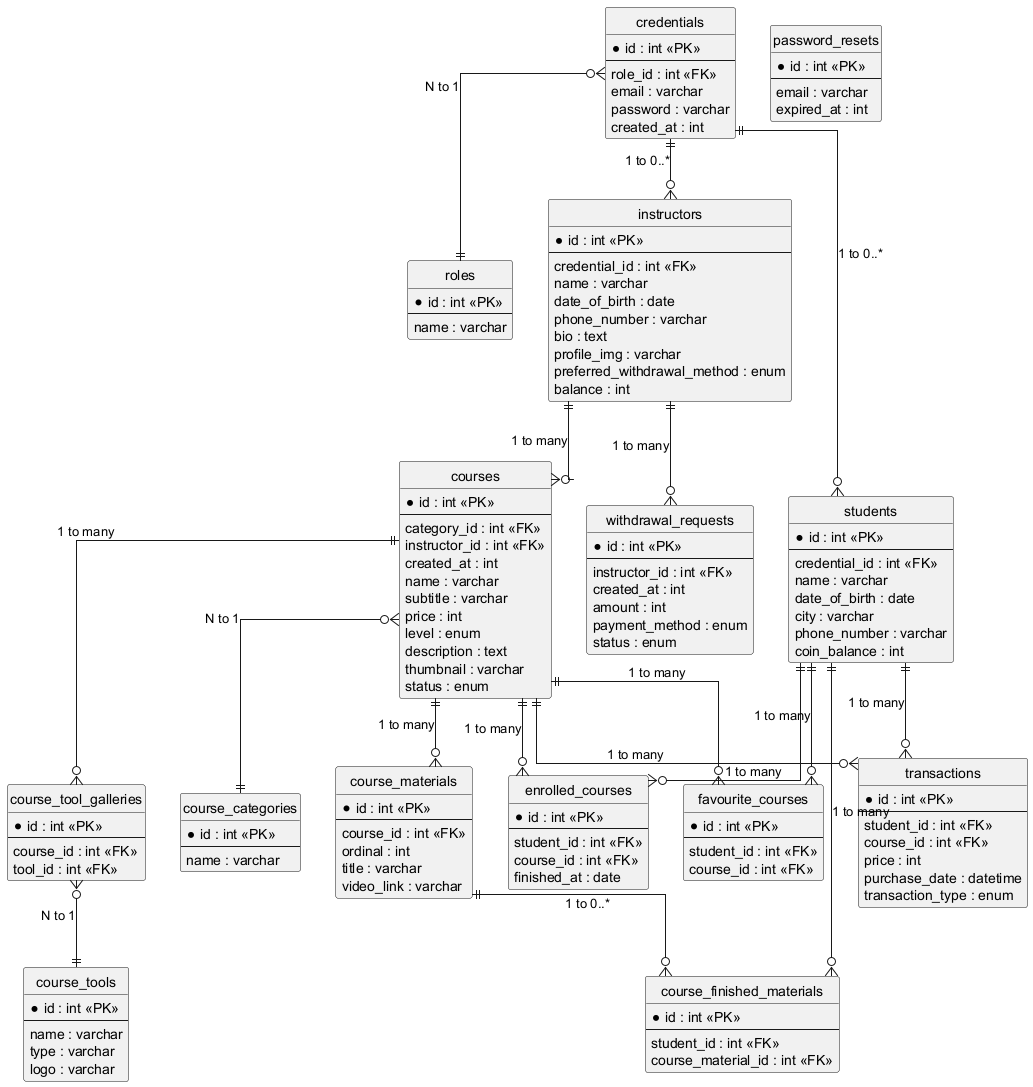 credentials
id : int «PK»
role_id : int «FK»
email : varchar
password : varchar
created_at : int
password_resets
id : int «PK»
email : varchar
expired_at : int
N to 1
1 to 0..*
1 to 0..*
instructors
id : int «PK»
credential_id : int «FK»
name : varchar
date_of_birth : date
phone_number : varchar
bio : text
profile_img : varchar
preferred_withdrawal_method : enum
balance : int
roles
id : int «PK»
name : varchar
1 to many
1 to many
courses
id : int «PK»
category_id : int «FK»
instructor_id : int «FK»
created_at : int
name : varchar
subtitle : varchar
price : int
level : enum
description : text
thumbnail : varchar
status : enum
withdrawal_requests
id : int «PK»
instructor_id : int «FK»
created_at : int
amount : int
payment_method : enum
status : enum
students
id : int «PK»
credential_id : int «FK»
name : varchar
date_of_birth : date
city : varchar
phone_number : varchar
coin_balance : int
1 to many
N to 1
1 to many
1 to many
1 to many
1 to many
1 to many
1 to many
1 to many
1 to many
course_tool_galleries
id : int «PK»
course_id : int «FK»
tool_id : int «FK»
course_categories
id : int «PK»
name : varchar
course_materials
id : int «PK»
course_id : int «FK»
ordinal : int
title : varchar
video_link : varchar
enrolled_courses
id : int «PK»
student_id : int «FK»
course_id : int «FK»
finished_at : date
favourite_courses
id : int «PK»
student_id : int «FK»
course_id : int «FK»
transactions
id : int «PK»
student_id : int «FK»
course_id : int «FK»
price : int
purchase_date : datetime
transaction_type : enum
N to 1
1 to 0..*
course_tools
id : int «PK»
name : varchar
type : varchar
logo : varchar
course_finished_materials
id : int «PK»
student_id : int «FK»
course_material_id : int «FK»